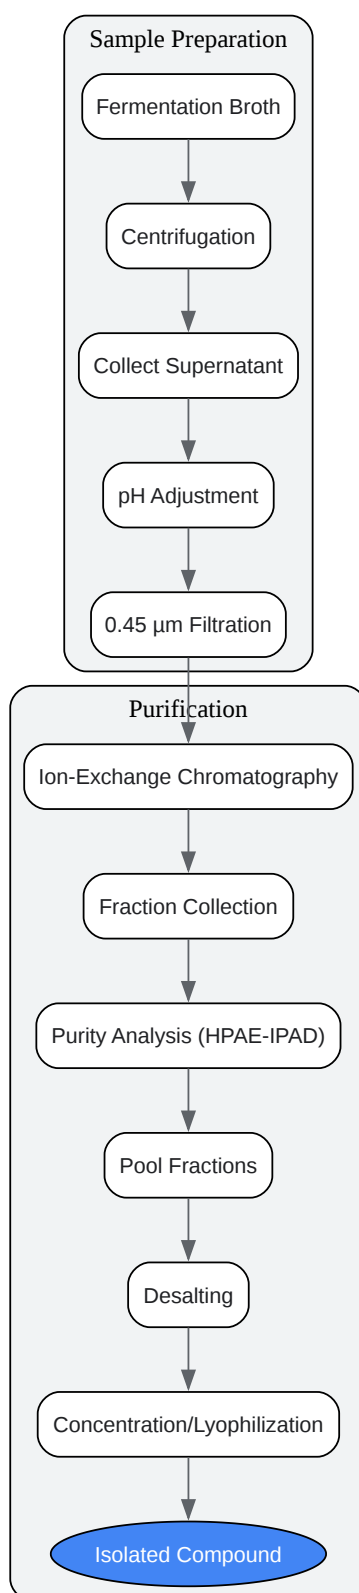 Sample Preparation
Fermentation Broth
Centrifugation
Collect Supernatant
pH Adjustment
0.45 µm Filtration
Purification
Ion-Exchange Chromatography
Fraction Collection
Purity Analysis (HPAE-IPAD)
Pool Fractions
Desalting
Concentration/Lyophilization
Isolated Compound